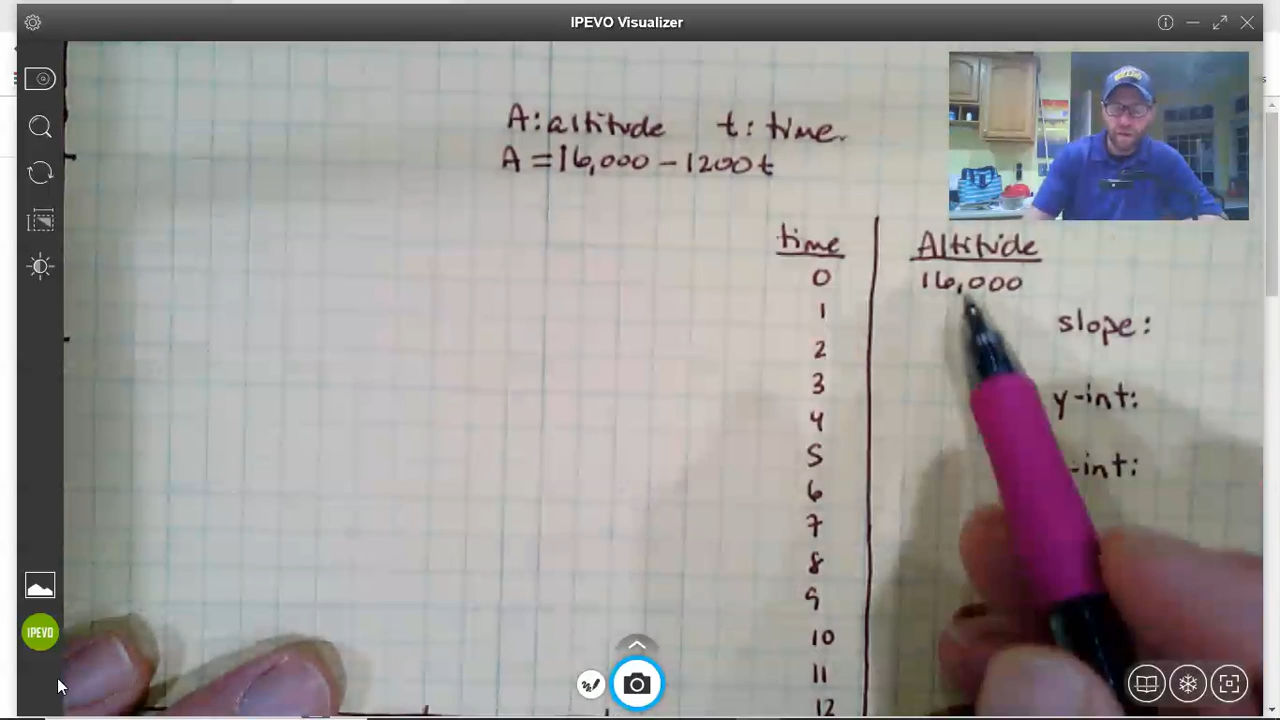 IPEVO Visualizer
A: altitude t: time
A = 16,000 - 1200t
time Altitude
0 16,000
1
slope:
2
3
y-int:
4
5
-int:
6
7
8
9
10
11
12
IPEVO